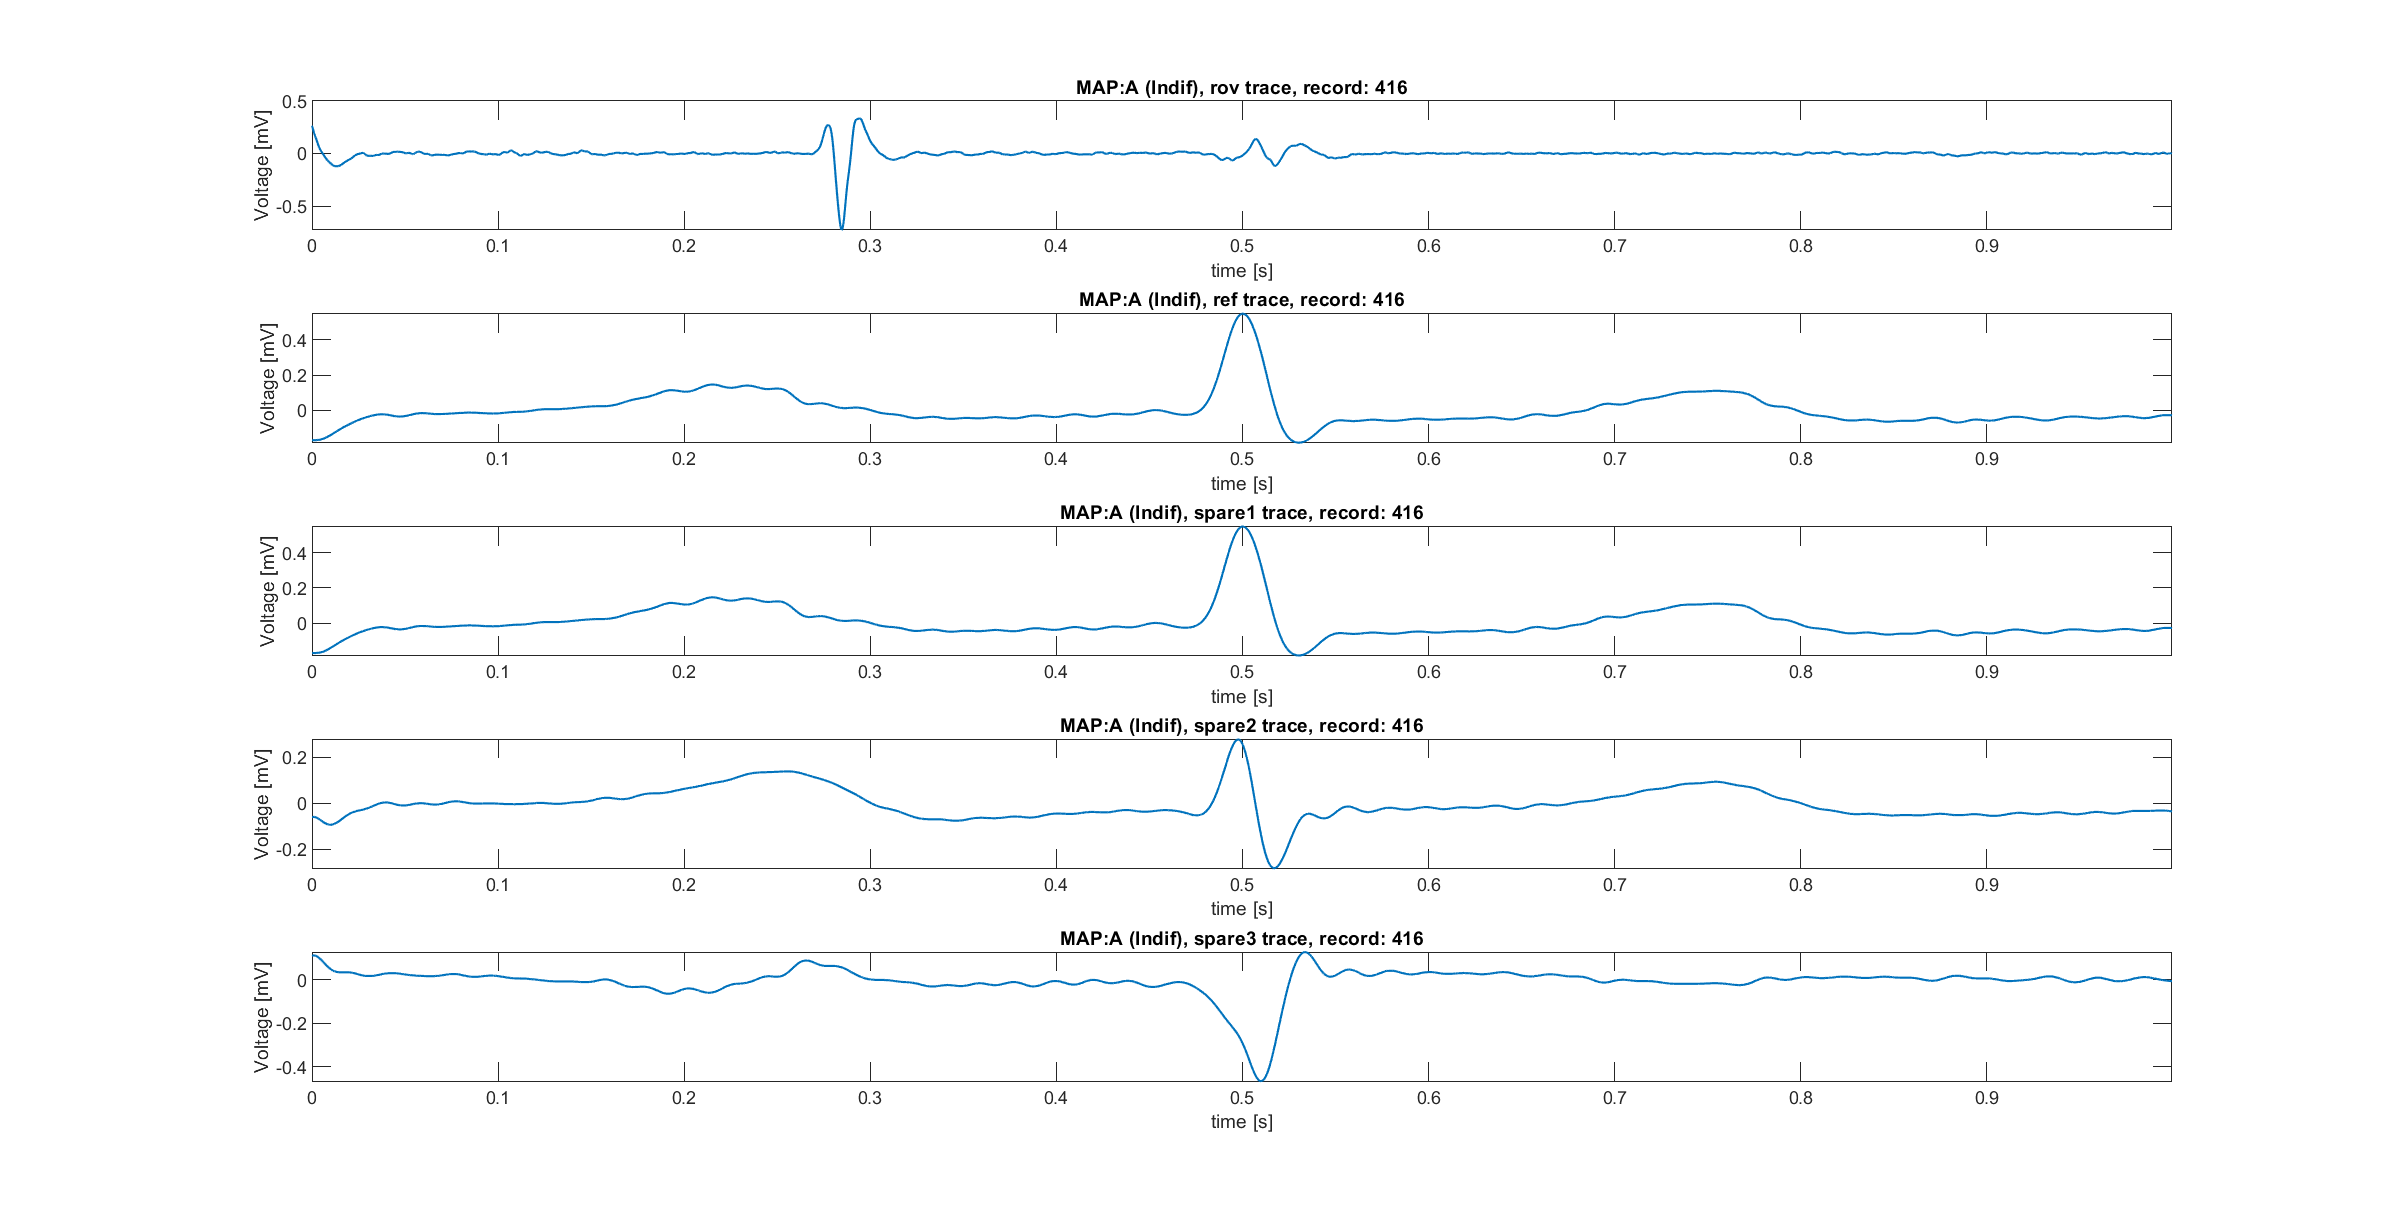 MAP:A (Indif), rov trace, record: 416
Voltage [mV]
0.5
0
-0.5
0 0.1 0.2 0.3 0.4 0.5 0.6 0.7 0.8 0.9
time [s]
MAP:A (Indif), ref trace, record: 416
Voltage [mV]
0.4
0.2
0
0 0.1 0.2 0.3 0.4 0.5 0.6 0.7 0.8 0.9
time [s]
MAP:A (Indif), spare1 trace, record: 416
Voltage [mV]
0.4
0.2
0
0 0.1 0.2 0.3 0.4 0.5 0.6 0.7 0.8 0.9
time [s]
MAP:A (Indif), spare2 trace, record: 416
Voltage [mV]
0.2
0
-0.2
0 0.1 0.2 0.3 0.4 0.5 0.6 0.7 0.8 0.9
time [s]
MAP:A (Indif), spare3 trace, record: 416
Voltage [mV]
0
-0.2
-0.4
0 0.1 0.2 0.3 0.4 0.5 0.6 0.7 0.8 0.9
time [s]